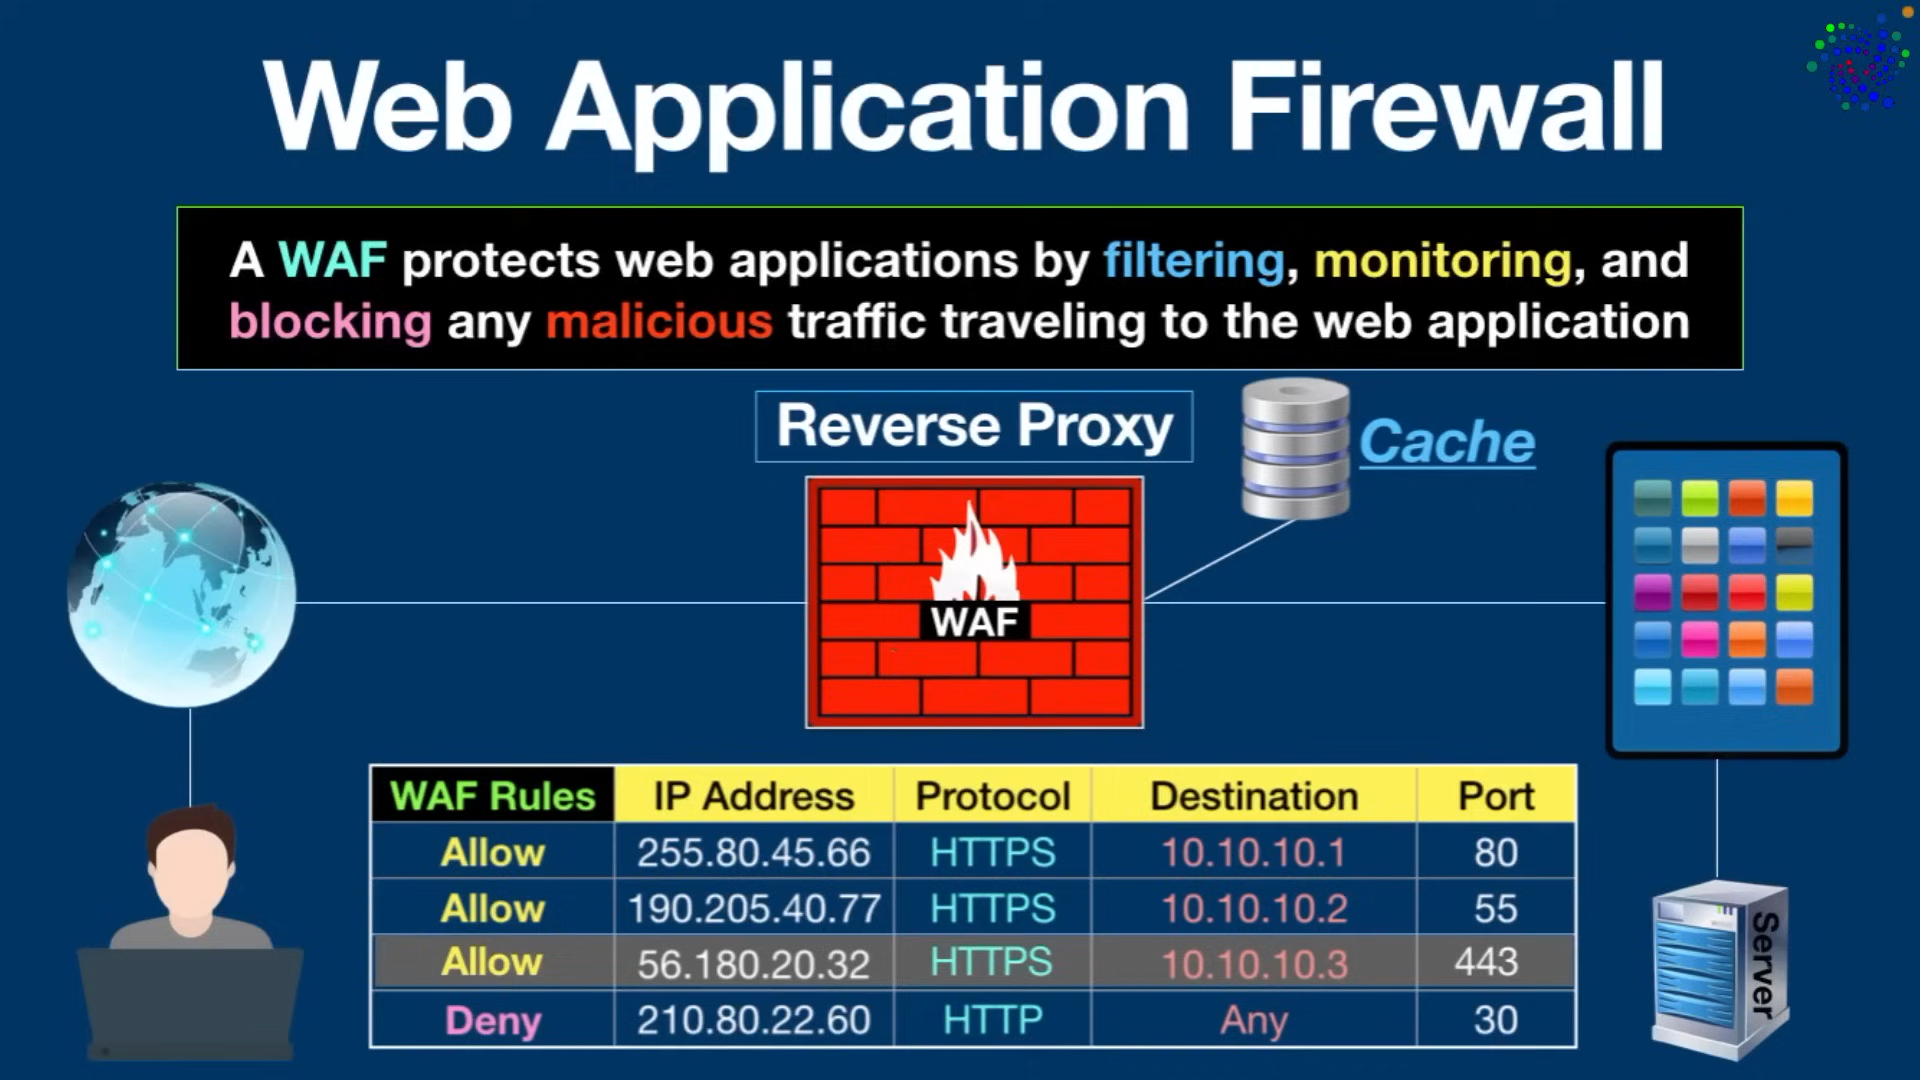 Web Application Firewall
A WAF protects web applications by filtering, monitoring, and
blocking any malicious traffic traveling to the web application
Reverse Proxy
Cache
WAF
WAF Rules IP Address Protocol Destination Port
Allow 255.80.45.66 HTTPS 10.10.10.1 80
Allow 190.205.40.77 HTTPS 10.10.10.2 55
Allow 56.180.20.32 HTTPS 10.10.10.3 443
Deny 210.80.22.60 HTTP Any 30
Server